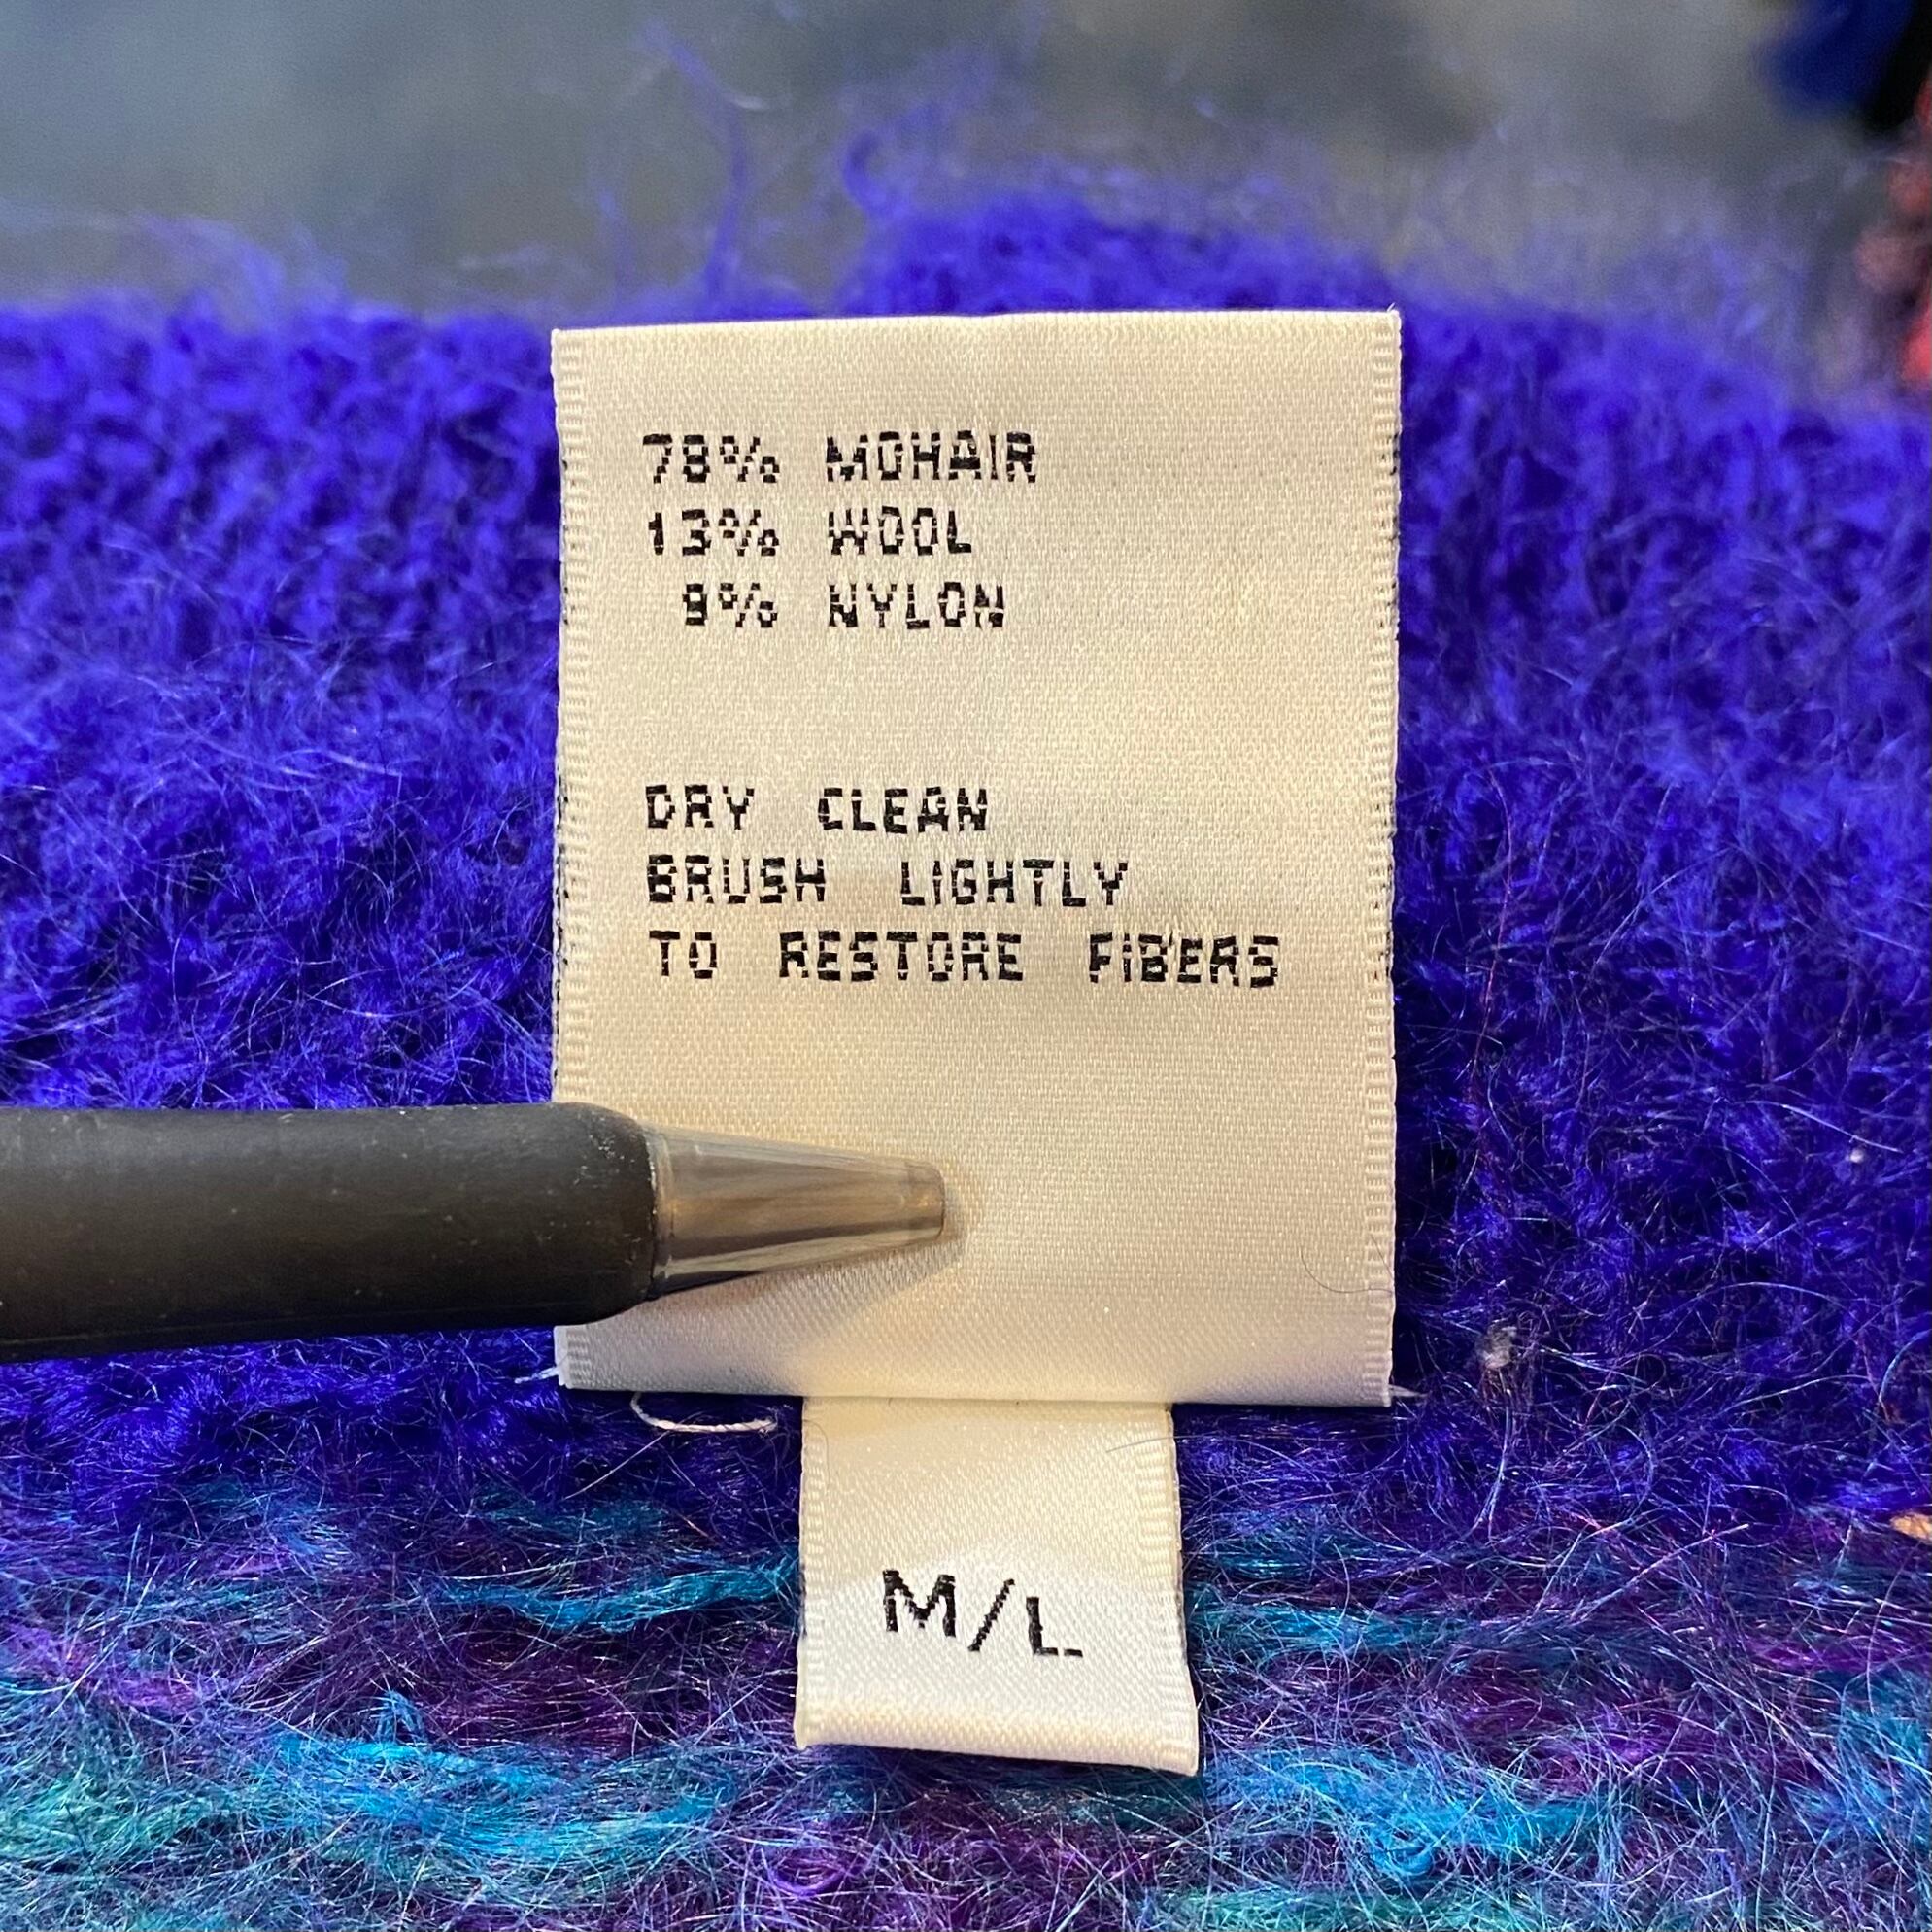 78% MOHAIR
13% WOOL
9% NYLON
DRY CLEAN
BRUSH LIGHTLY
TO RESTORE FIBERS
M/L